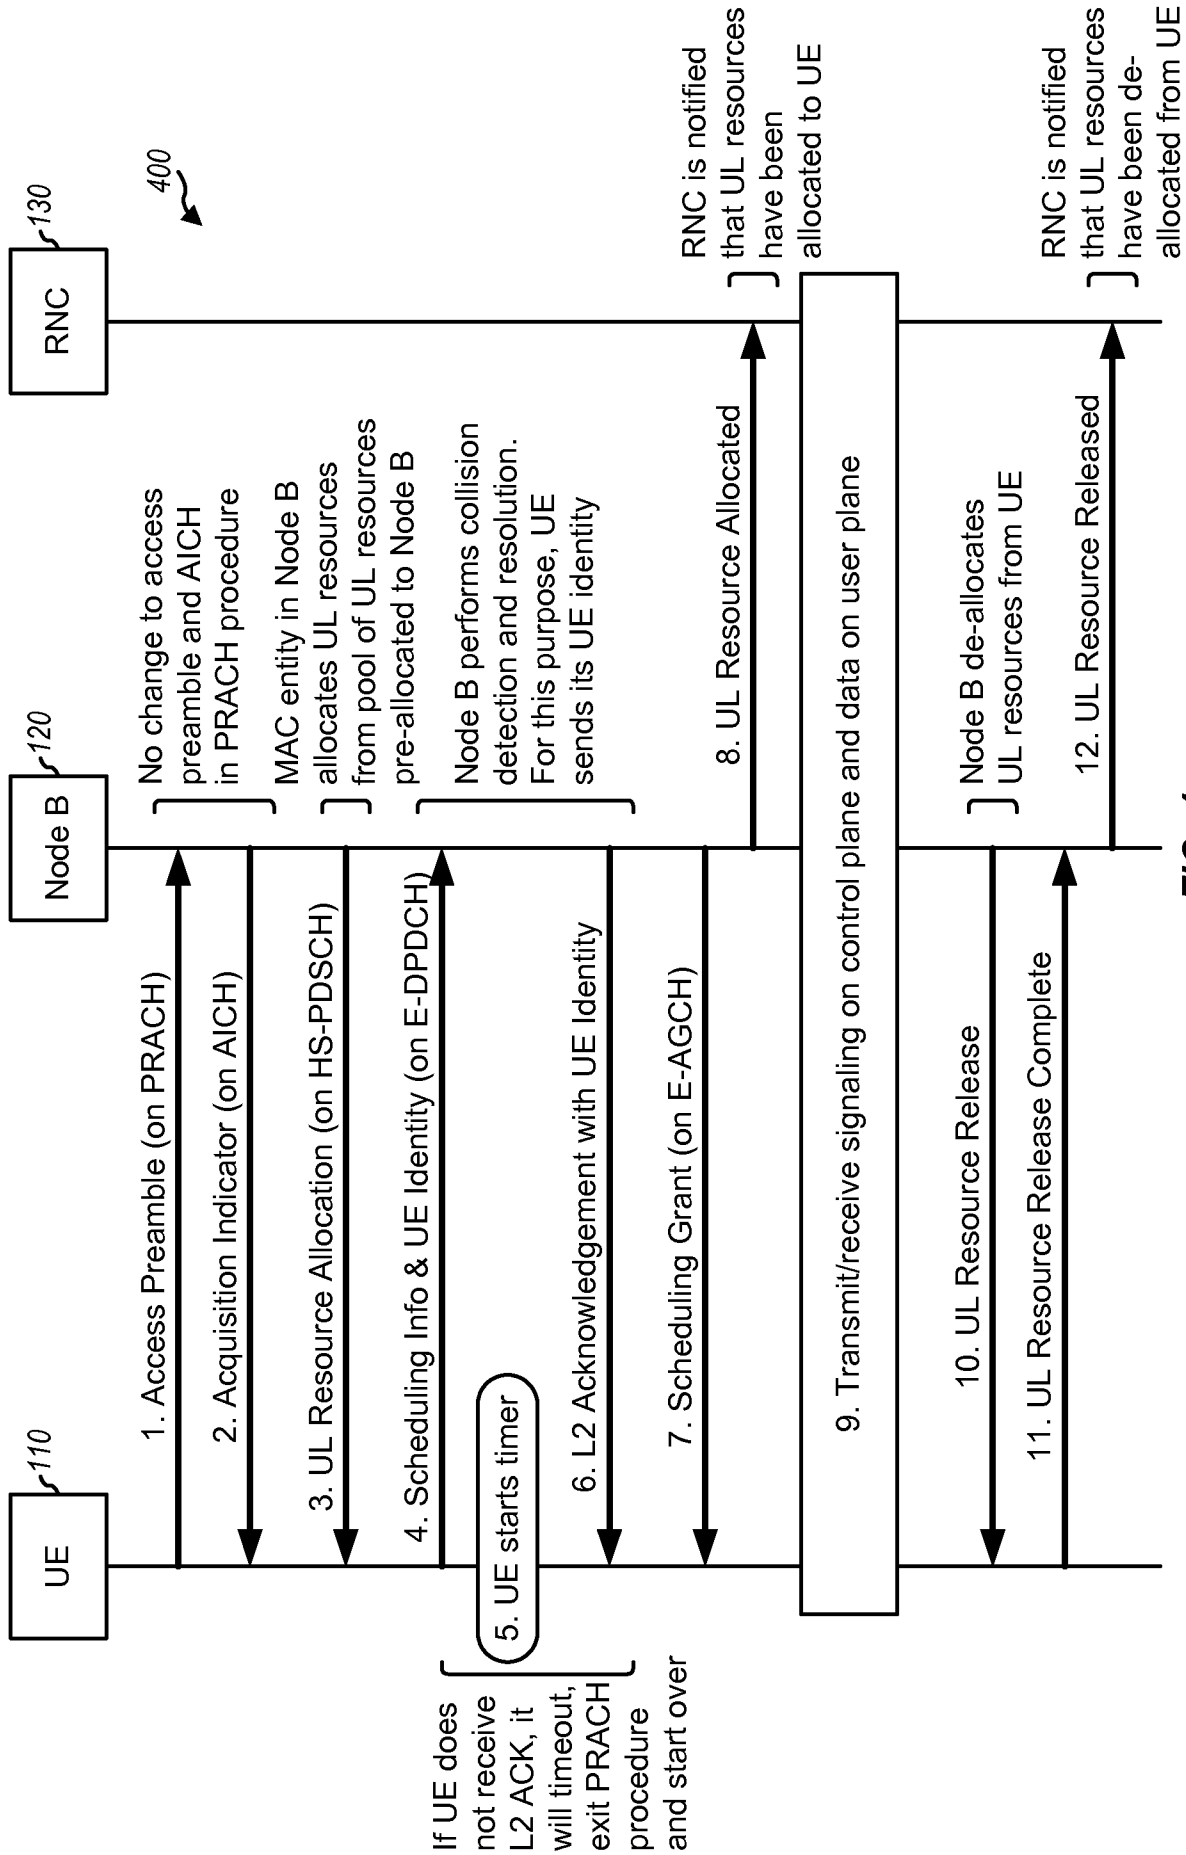 UE
110
Node B
120
RNC
130
400
1. Access Preamble (on PRACH)
No change to access
preamble and AICH
in PRACH procedure
2. Acquisition Indicator (on AICH)
MAC entity in Node B
allocates UL resources
from pool of UL resources
pre-allocated to Node B
3. UL Resource Allocation (on HS-PDSCH)
4. Scheduling Info & UE Identity (on E-DPDCH)
Node B performs collision
detection and resolution.
For this purpose, UE
sends its UE identity
If UE does
not receive
L2 ACK, it
will timeout,
exit PRACH
procedure
and start over
5. UE starts timer
6. L2 Acknowledgement with UE Identity
7. Scheduling Grant (on E-AGCH)
8. UL Resource Allocated
RNC is notified
that UL resources
have been
allocated to UE
9. Transmit/receive signaling on control plane and data on user plane
10. UL Resource Release
Node B de-allocates
UL resources from UE
11. UL Resource Release Complete
12. UL Resource Released
RNC is notified
that UL resources
have been de-
allocated from UE